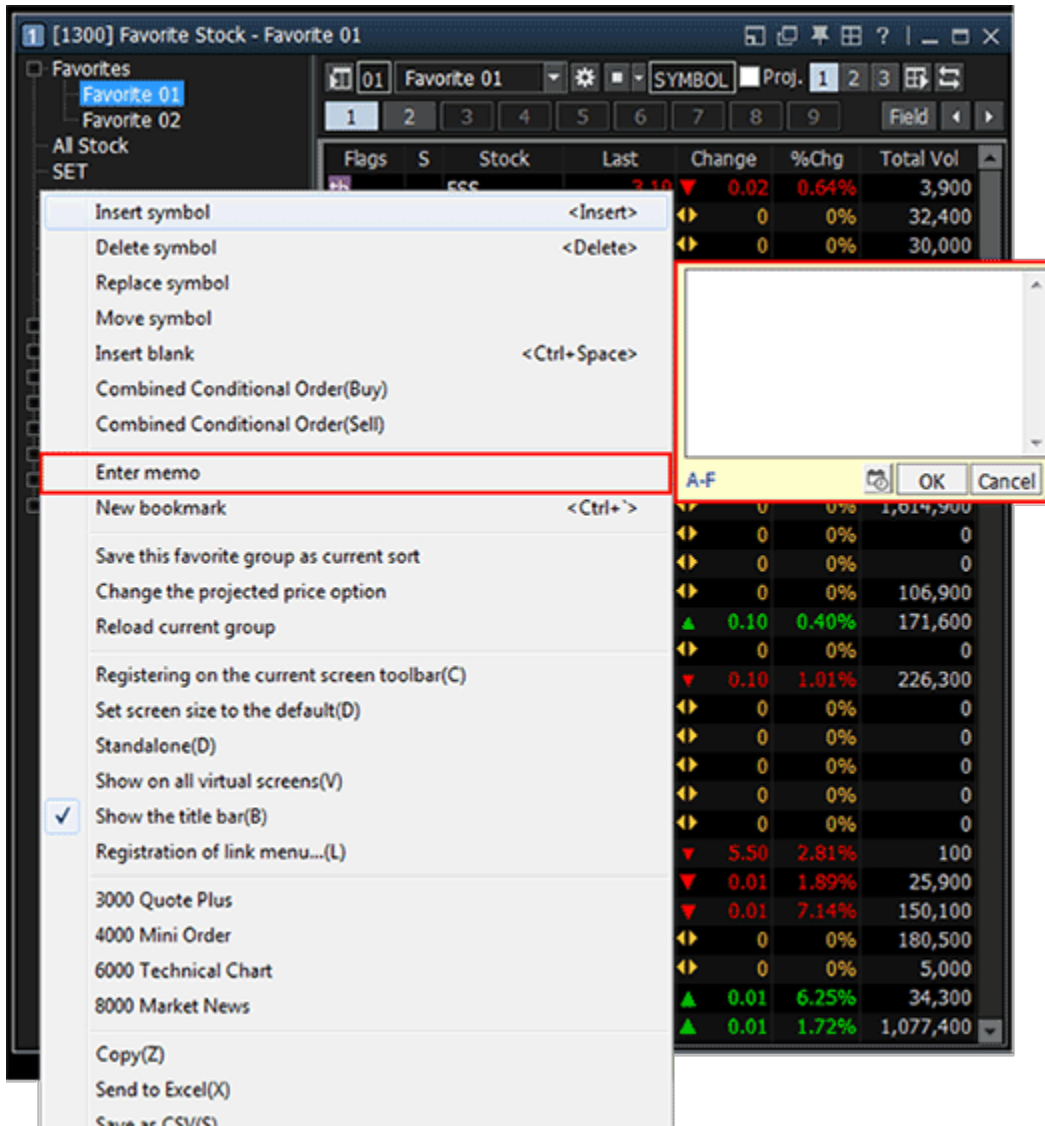 1 [1300] Favorite Stock - Favorite 01 ?
Favorites
Favorite 01
Favorite 02
All Stock
SET
01 Favorite 01 SYMBOL Proj. 1 2 3
1 2 3 4 5 6 7 8 9 Field
Flags S Stock Last Change %Chg Total Vol
th ESS 3.10 0.02 0.64% 3,900
0 0% 32,400
0 0% 30,000
Insert symbol <Insert>
Delete symbol <Delete>
Replace symbol
Move symbol
Insert blank <Ctrl+Space>
Combined Conditional Order(Buy)
Combined Conditional Order(Sell)
Enter memo
New bookmark <Ctrl+`>
Save this favorite group as current sort
Change the projected price option
Reload current group
Registering on the current screen toolbar(C)
Set screen size to the default(D)
Standalone(D)
Show on all virtual screens(V)
Show the title bar(B)
Registration of link menu...(L)
3000 Quote Plus
4000 Mini Order
6000 Technical Chart
8000 Market News
Copy(Z)
Send to Excel(X)
Save as CSV(S)
A-F OK Cancel
0 0% 1,614,900
0 0% 0
0 0% 0
0 0% 106,900
0.10 0.40% 171,600
0 0% 0
0.10 1.01% 226,300
0 0% 0
0 0% 0
0 0% 0
0 0% 0
0 0% 0
5.50 2.81% 100
0.01 1.89% 25,900
0.01 7.14% 150,100
0 0% 180,500
0 0% 5,000
0.01 6.25% 34,300
0.01 1.72% 1,077,400